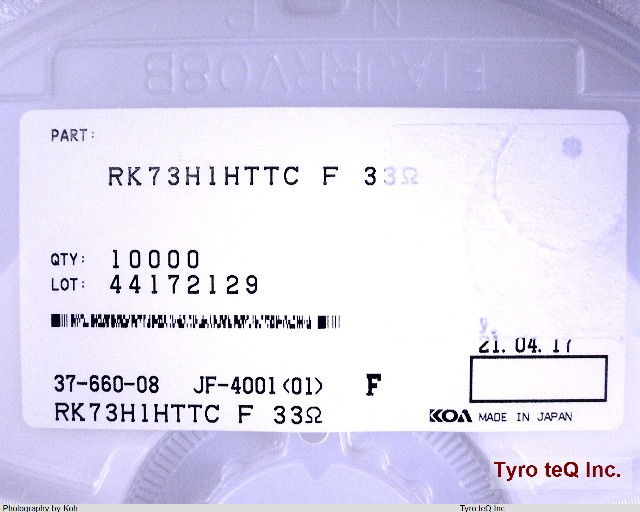 PART:
RK73H1HTTC F 33Ω
QTY: 10000
LOT: 44172129
21. 04. 17
37-660-08 JF-4001(01) F
RK73H1HTTC F 33Ω
KOA MADE IN JAPAN
Tyro teQ Inc.
Photography by Koh
Tyro teQ Inc